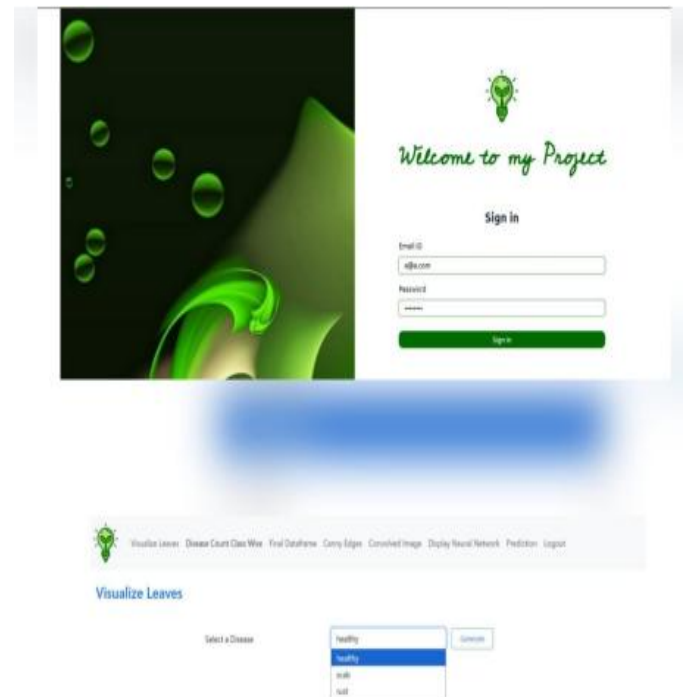 Welcome to my Project
Sign in
Email ID
a@a.com
Password
Sign in
Visualize Leaves Disease Count Class Wise Final Dataframe Canny Edges Convolved Image Display Neural Network Prediction Logout
Visualize Leaves
Select a Disease healthy Generate
healthy
scab
rust